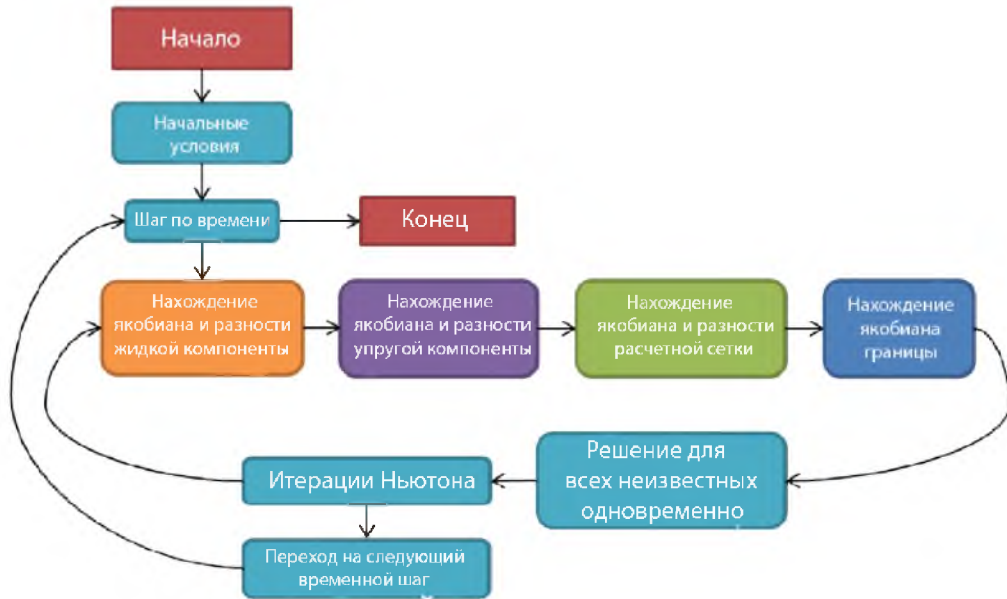 Начало
Начальные
условия
Шаг по времени
Конец
Нахождение
якобиана и разности
жидкой компоненты
Нахождение
якобиана и разности
упругой компоненты
Нахождение
якобиана и разности
расчетной сетки
Нахождение
якобиана
границы
Решение для
всех неизвестных
одновременно
Итерации Ньютона
Переход на следующий
временной шаг